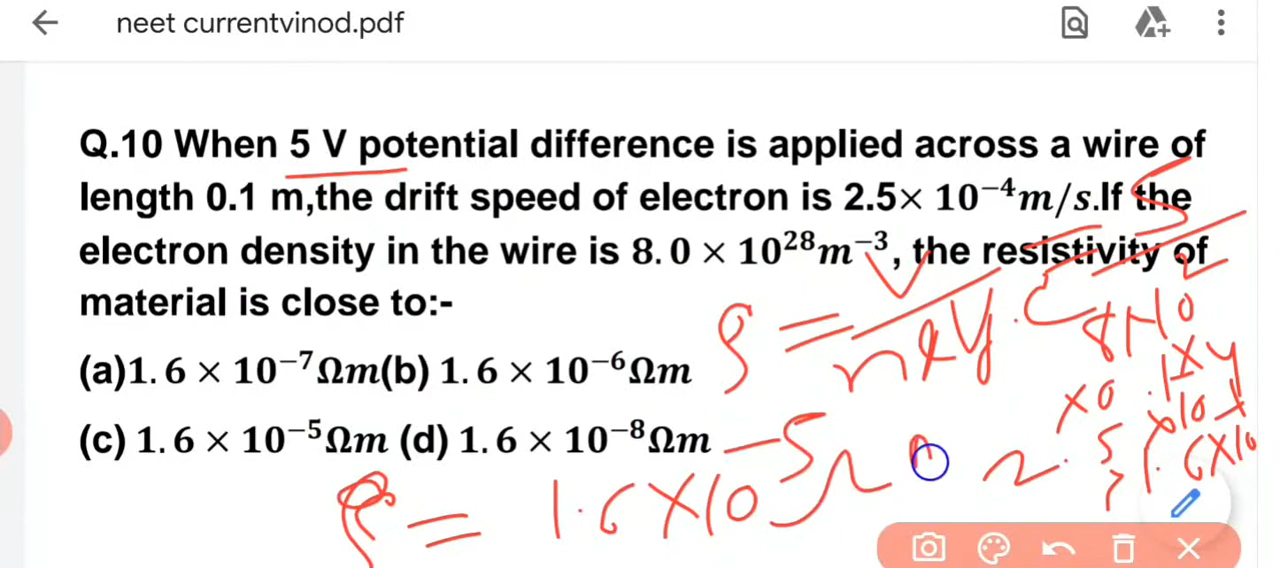 neet currentvinod.pdf
Q.10 When 5 V potential difference is applied across a wire of
length 0.1 m,the drift speed of electron is 2.5× 10⁻⁴m/s.If the
electron density in the wire is 8.0 × 10²⁸m⁻³, the resistivity of
material is close to:-
(a)1.6 × 10⁻⁷Ωm(b) 1.6 × 10⁻⁶Ωm
(c) 1.6 × 10⁻⁵Ωm (d) 1.6 × 10⁻⁸Ωm
ρ = 1.6×10⁻⁵Ω